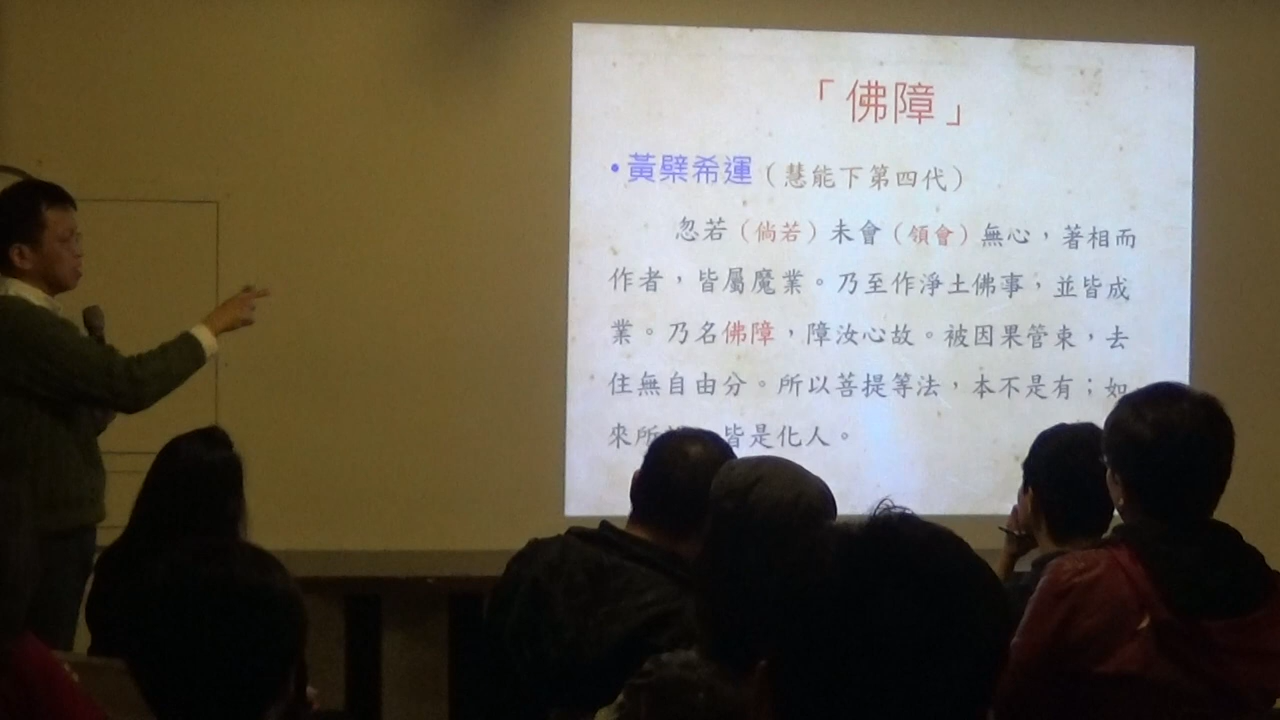 「佛障」
•黃檗希運（慧能下第四代）
忽若（倘若）未會（領會）無心，著相而
作者，皆屬魔業。乃至作淨土佛事，並皆成
業。乃名佛障，障汝心故。被因果管束，去
住無自由分。所以菩提等法，本不是有；如
來所皆是化人。